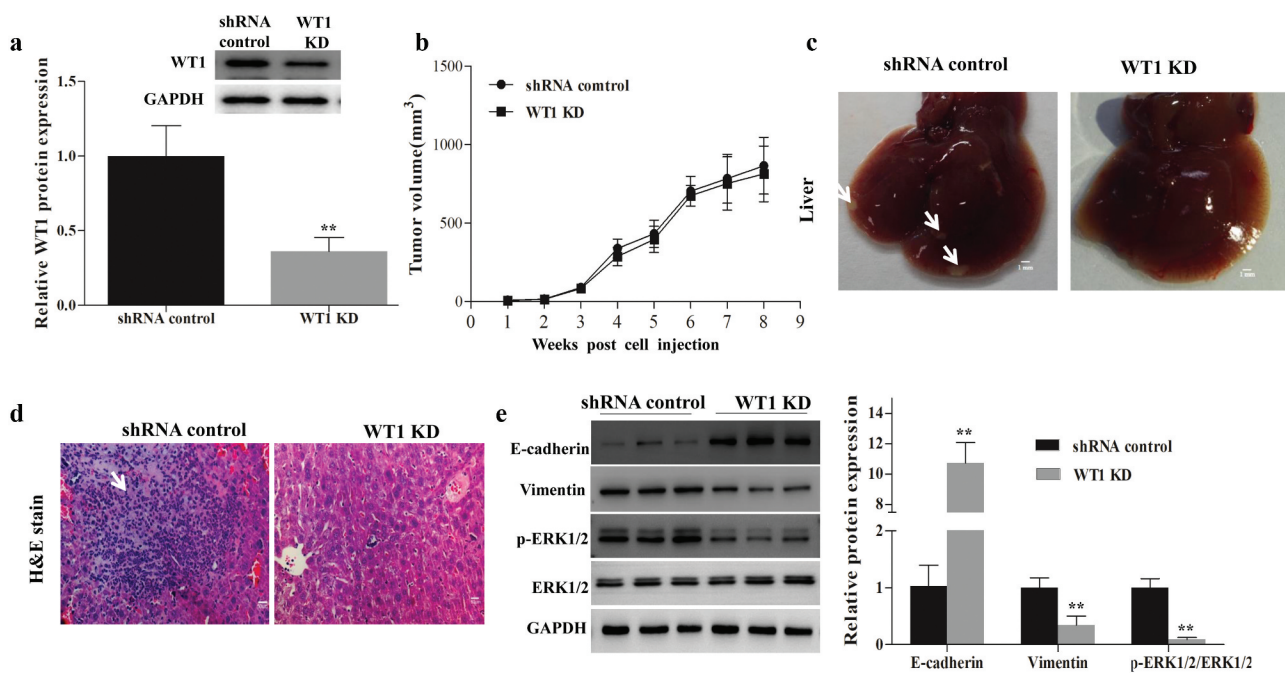 a
shRNA control
WT1 KD
WT1
GAPDH
Relative WT1 protein expression
1.5
1.0
0.5
0.0
**
shRNA control
WT1 KD
b
Tumor volume(mm3)
1500
1000
500
0
shRNA comtrol
WT1 KD
0 1 2 3 4 5 6 7 8 9
Weeks post cell injection
c
shRNA control
WT1 KD
Liver
1 mm
1 mm
d
shRNA control
WT1 KD
H&E stain
e
shRNA control
WT1 KD
E-cadherin
Vimentin
p-ERK1/2
ERK1/2
GAPDH
Relative protein expression
14
12
10
8
2
1
0
**
**
**
shRNA control
WT1 KD
E-cadherin
Vimentin
p-ERK1/2/ERK1/2